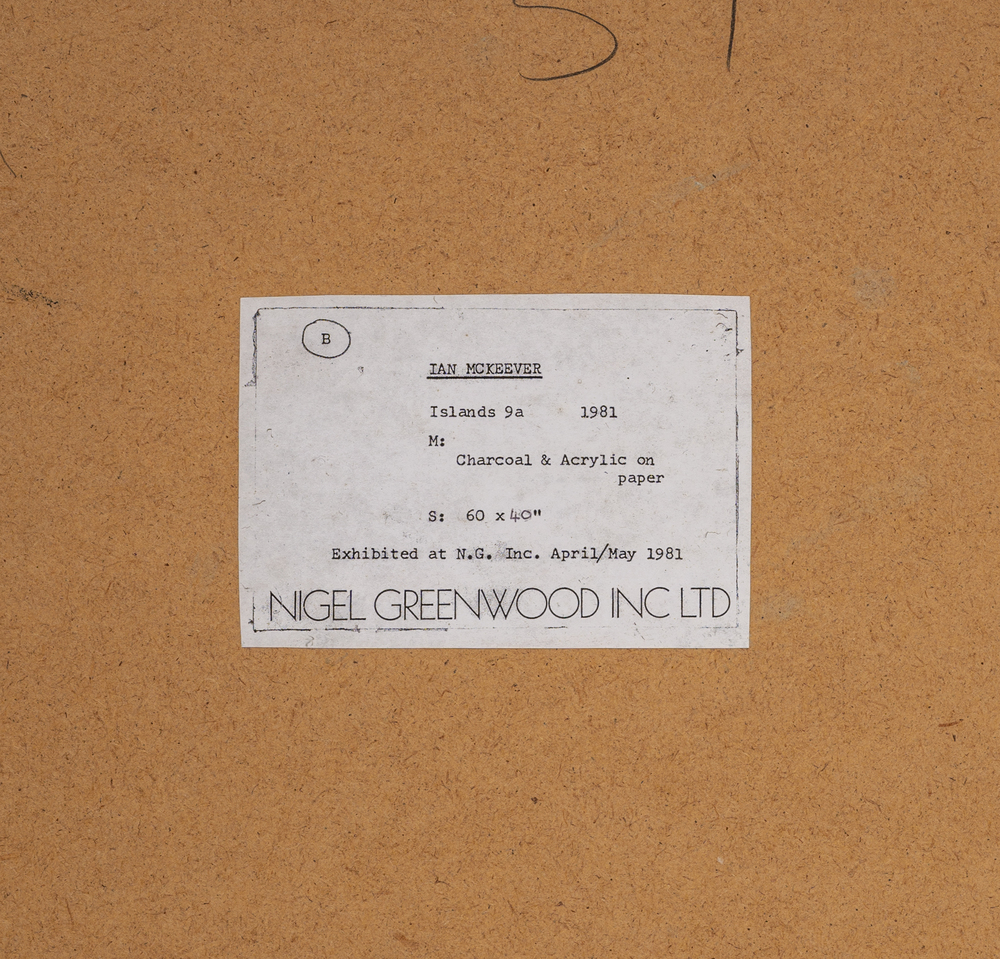 B
IAN MCKEEVER
Islands 9a 1981
M:
Charcoal & Acrylic on
paper
S: 60 x 40"
Exhibited at N.G. Inc. April/May 1981
NIGEL GREENWOOD INC LTD